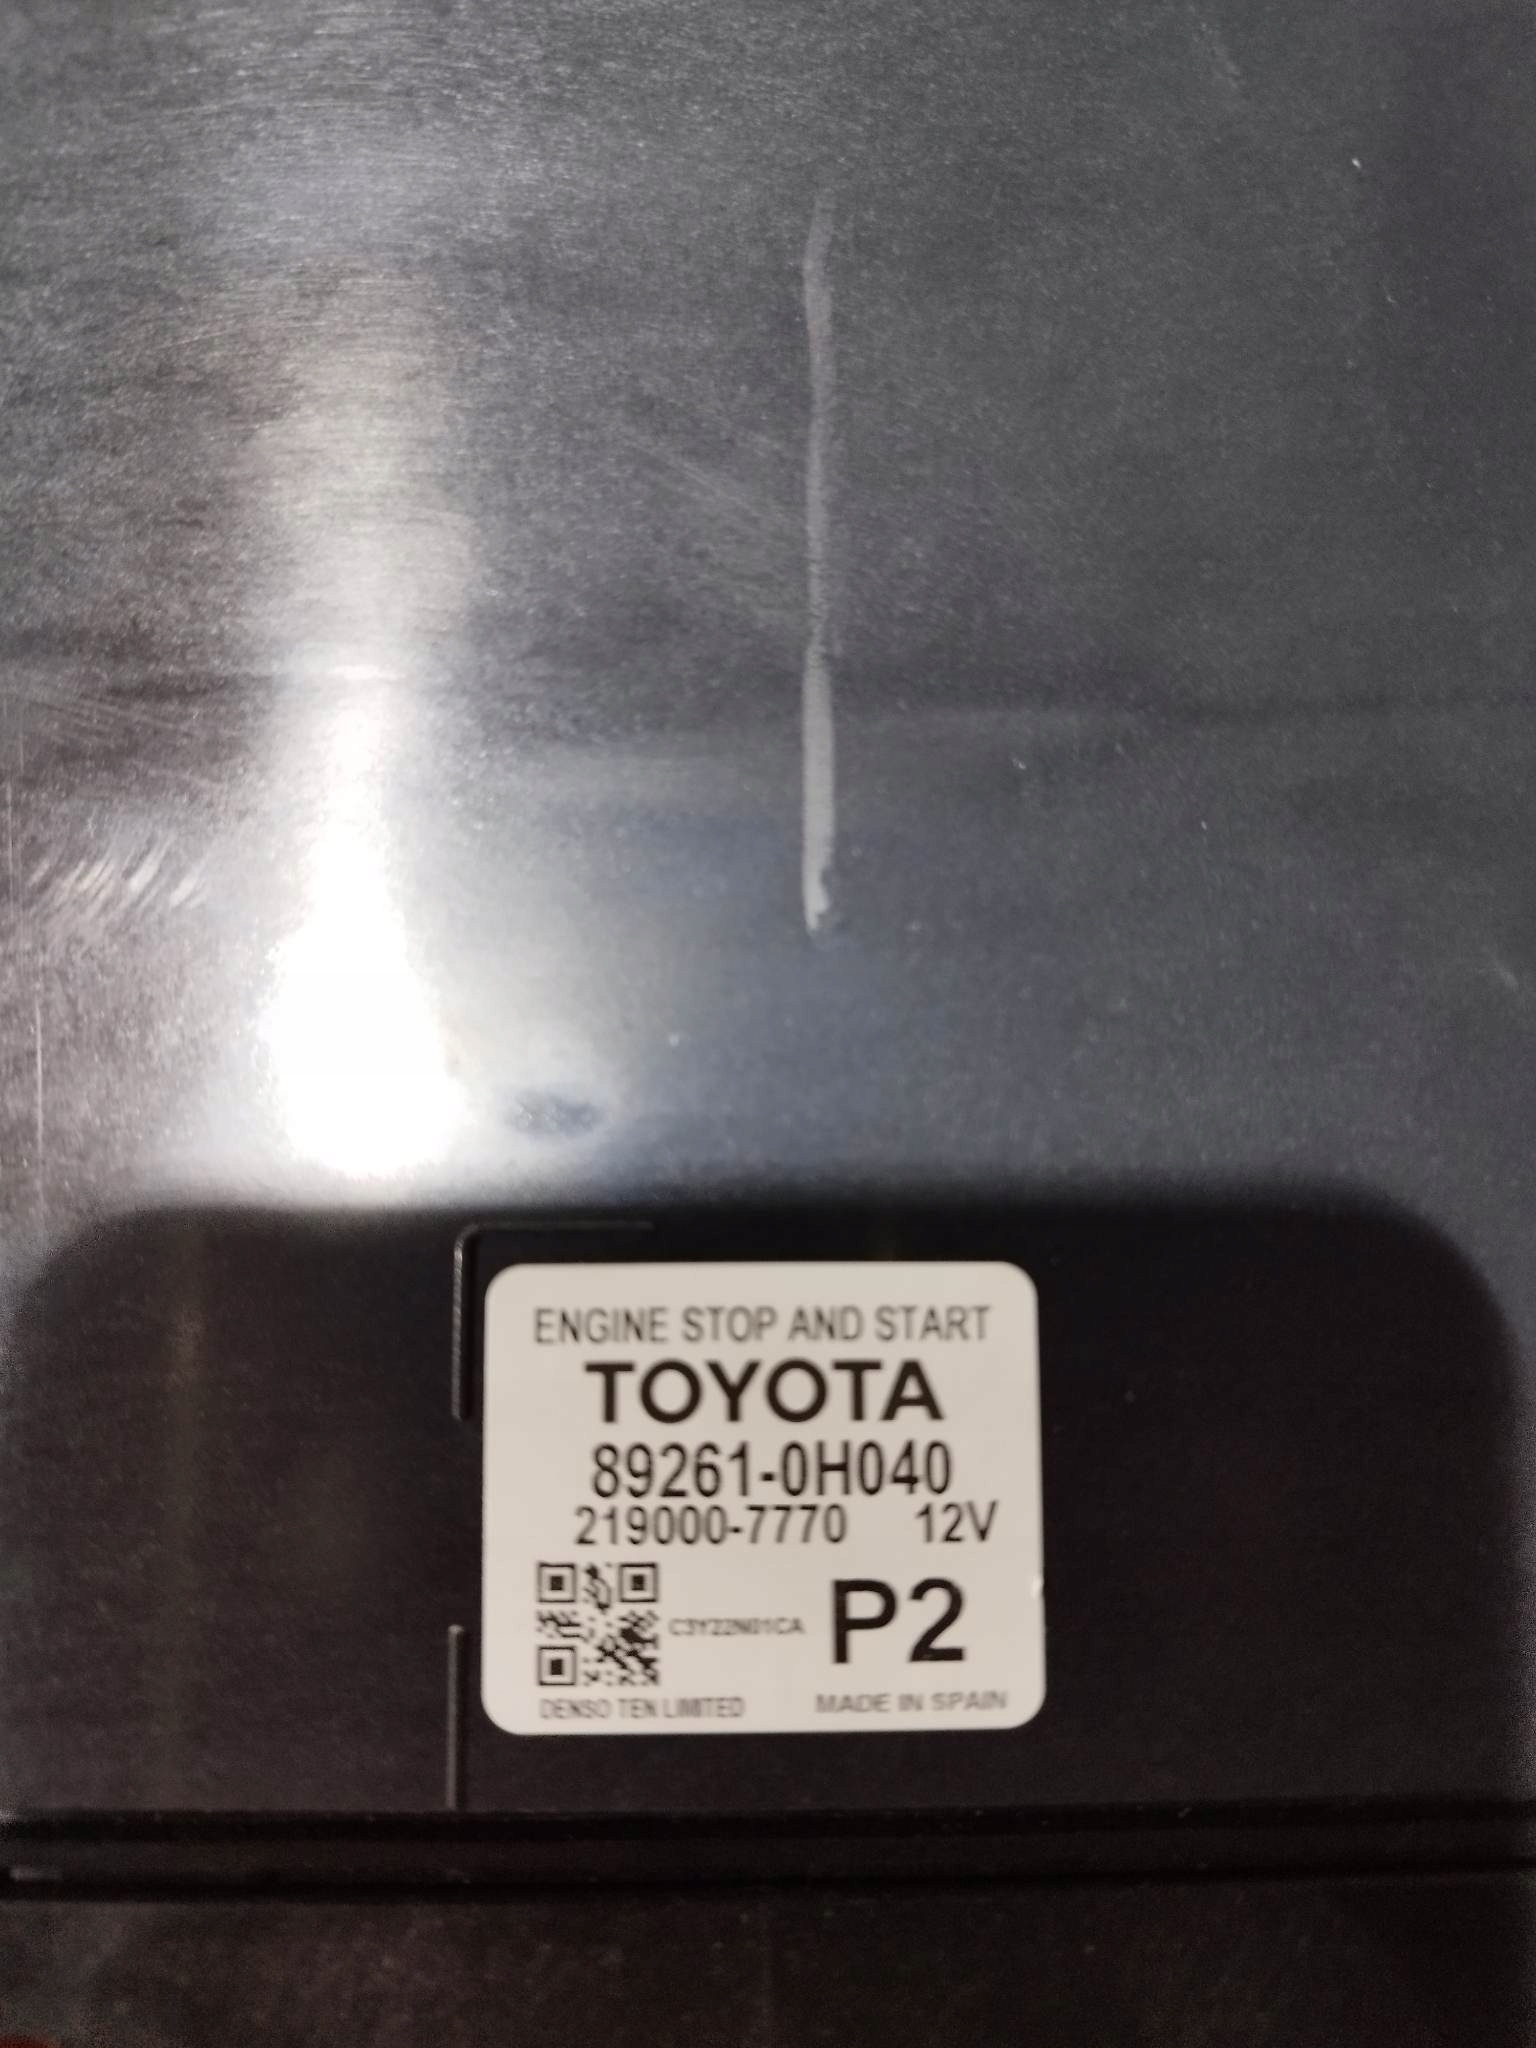 ENGINE STOP AND START
TOYOTA
89261-0H040
219000-7770 12V
C3Y22N01CA P2
DENSO TEN LIMITED MADE IN SPAIN